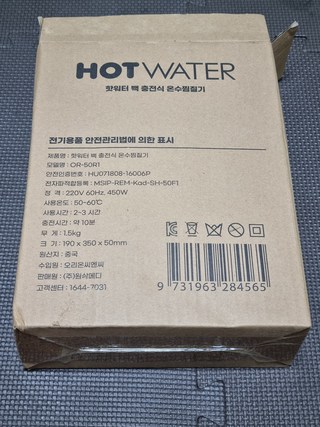 HOT WATER
핫워터 백 충전식 온수찜질기
전기용품 안전관리법에 의한 표시
제품명 : 핫워터 백 충전식 온수찜질기
모델명 : OR-50R1
안전인증번호 : HU071808-16006P
전자파적합등록 : MSIP-REM-Kad-SH-50F1
정 격 : 220V 60Hz, 450W
사용온도 : 50~60℃
사용시간 : 2~3 시간
충전시간 : 약 10분
무 게 : 1.5kg
크 기 : 190 x 350 x 50mm
원산지 : 중국
수입원 : 오리온씨엔씨
판매원 : (주)원식메디
고객센터 : 1644-7031
9 731963 284565